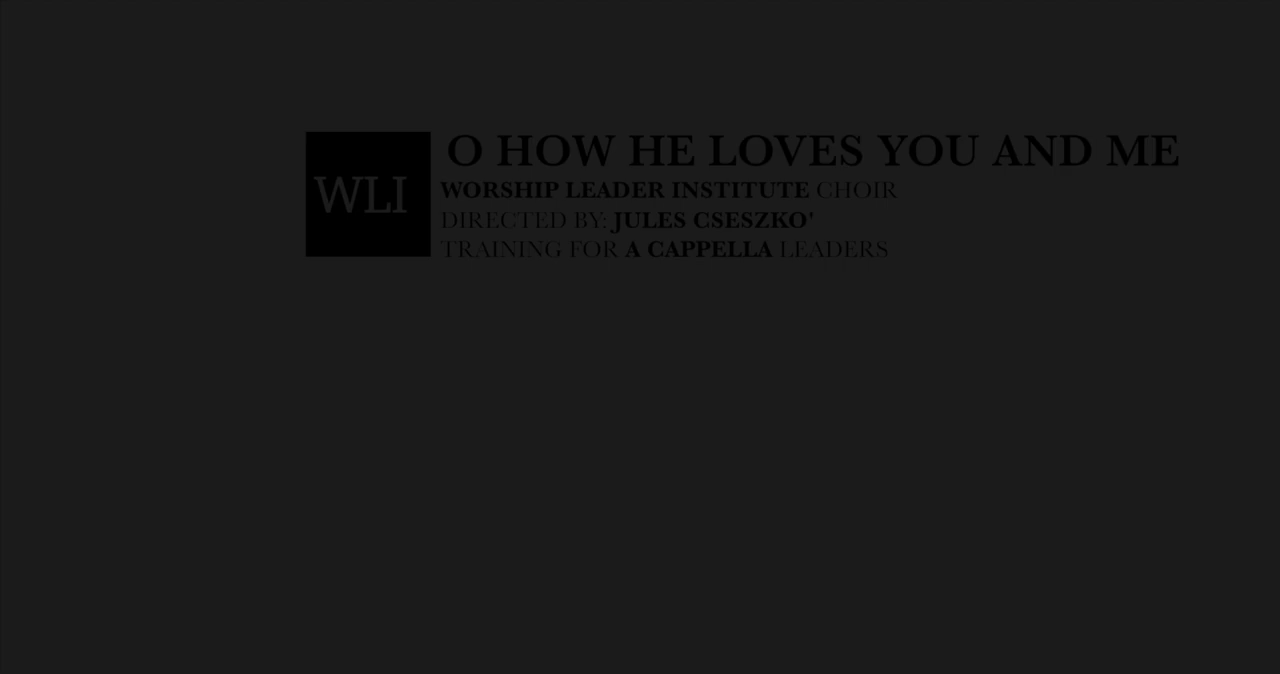 WLI
O HOW HE LOVES YOU AND ME
WORSHIP LEADER INSTITUTE CHOIR
DIRECTED BY: JULES CSESZKO'
TRAINING FOR A CAPPELLA LEADERS